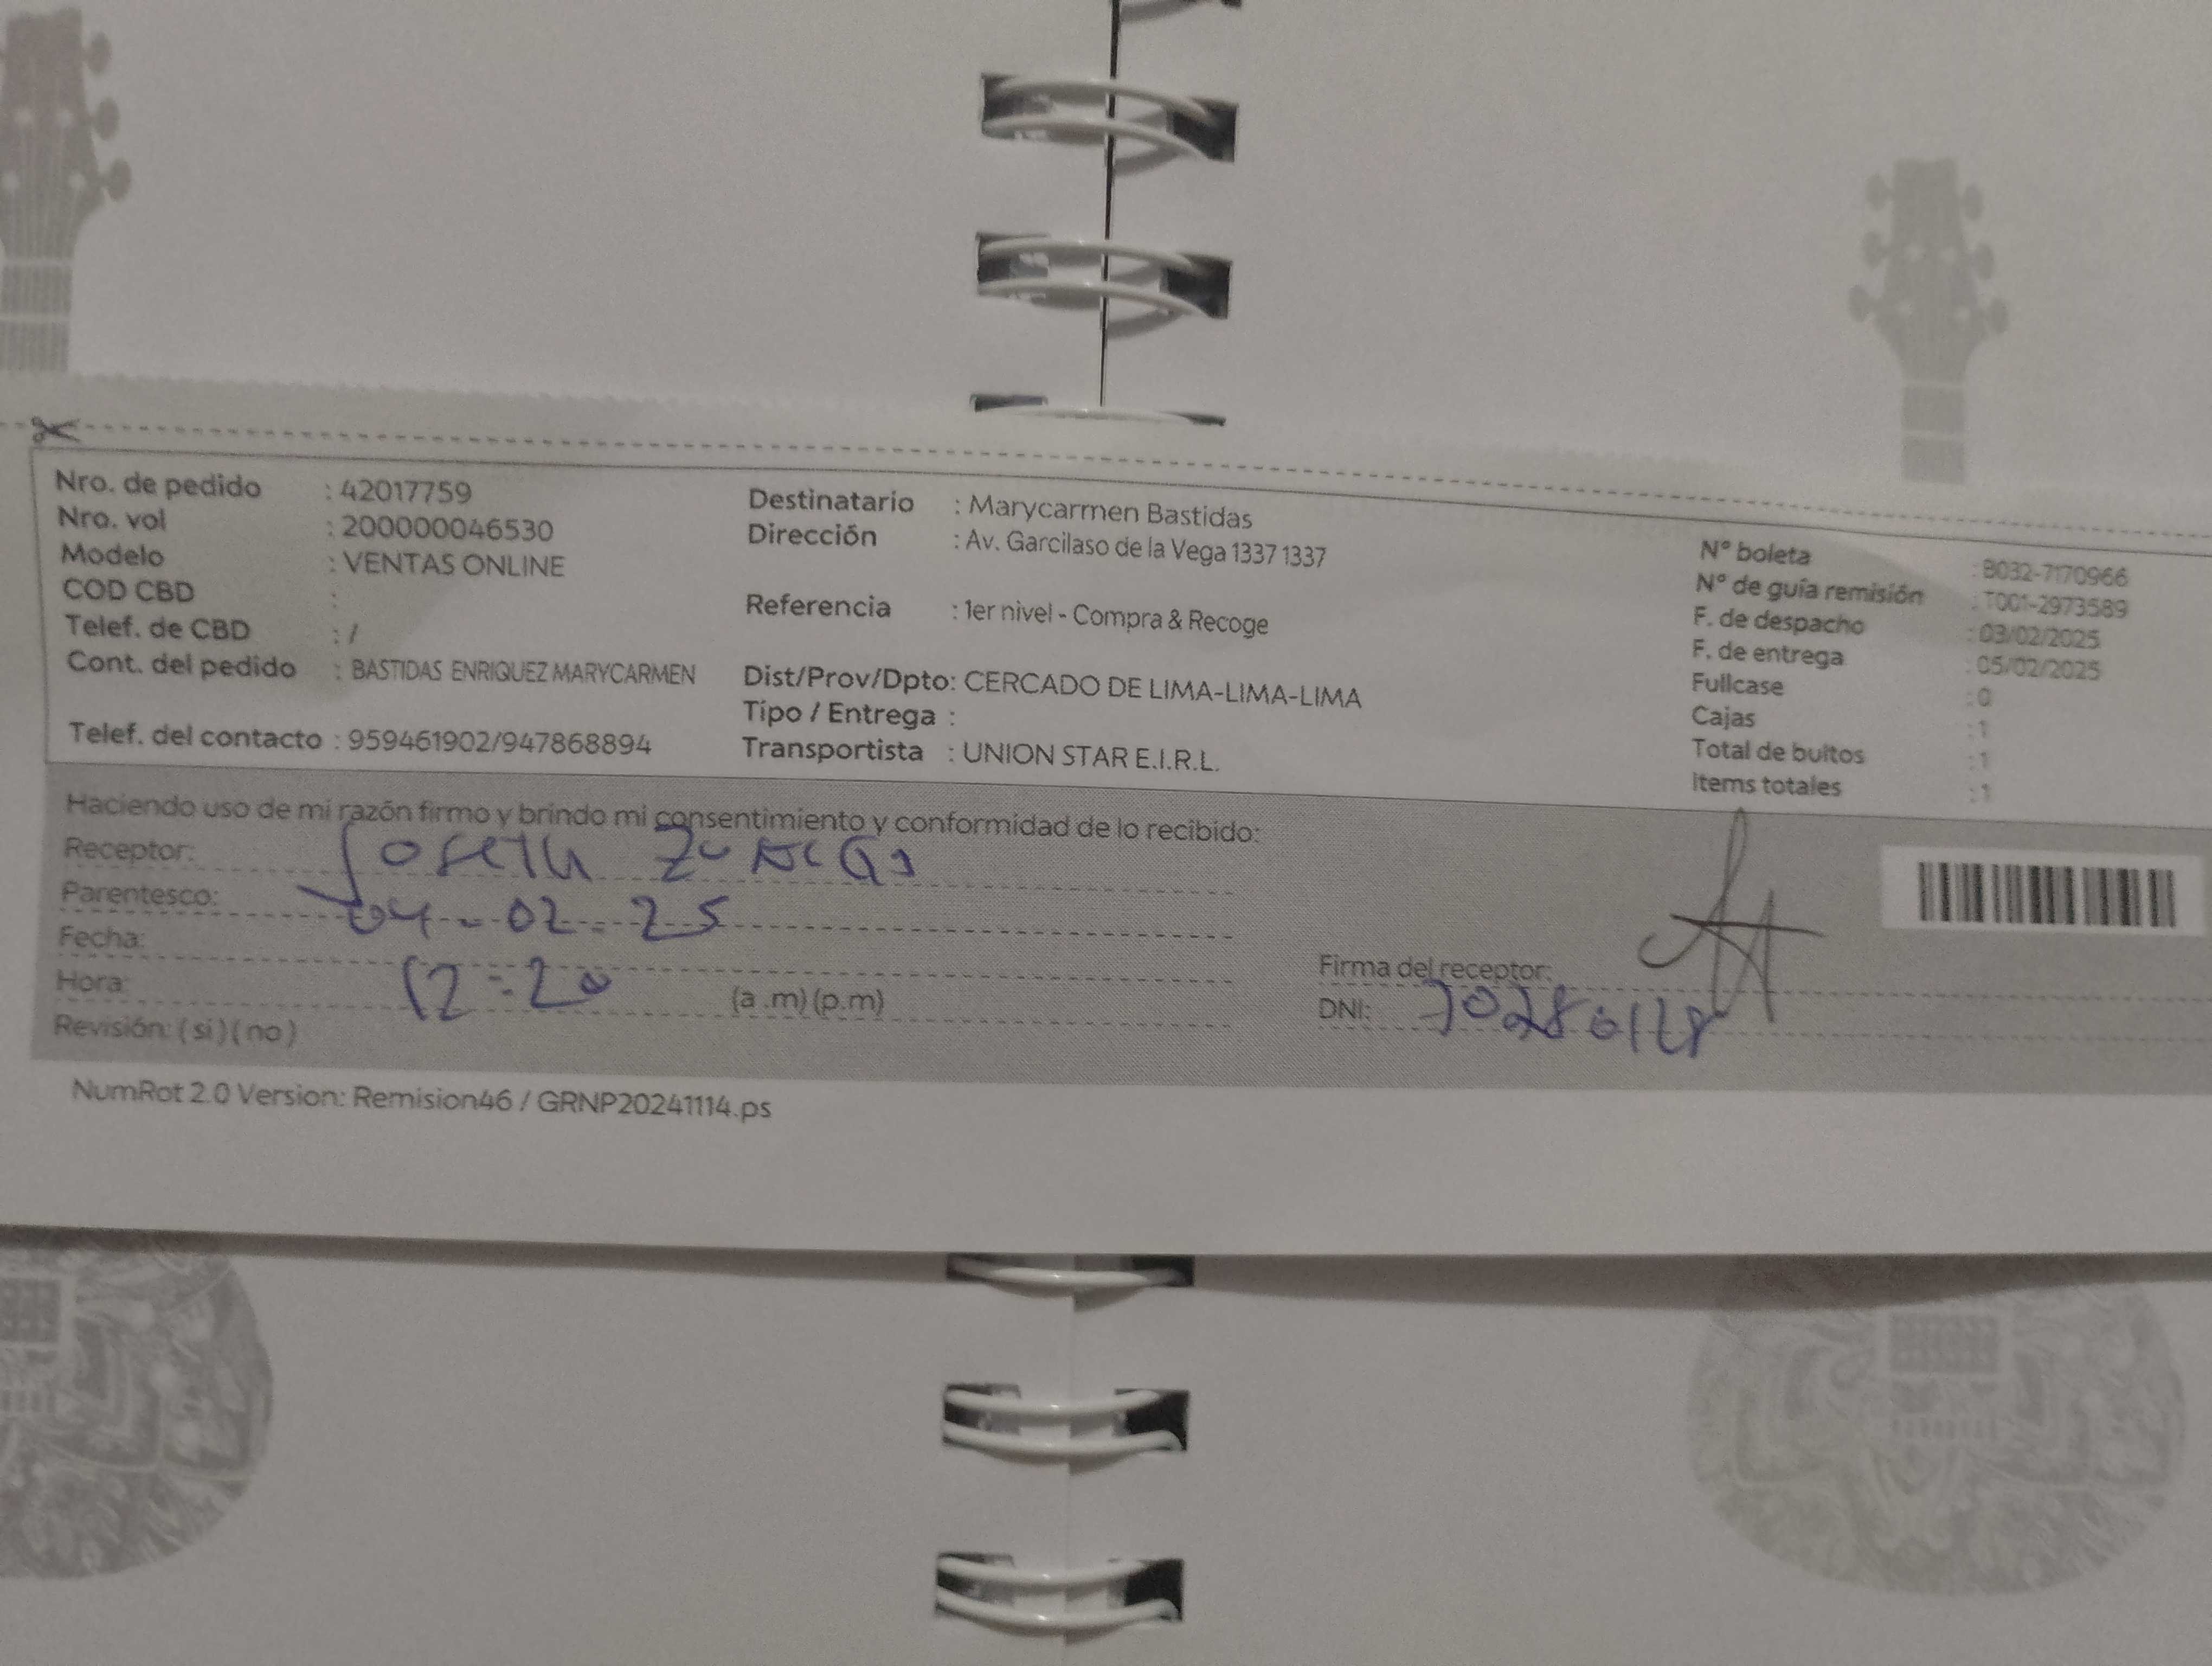 Nro. de pedido : 42017759
Nro. vol : 200000046530
Modelo : VENTAS ONLINE
COD CBD :
Telef. de CBD : /
Cont. del pedido : BASTIDAS ENRIQUEZ MARYCARMEN
Telef. del contacto : 959461902/947868894
Destinatario : Marycarmen Bastidas
Dirección : Av. Garcilaso de la Vega 1337 1337
Referencia : 1er nivel - Compra & Recoge
Dist/Prov/Dpto: CERCADO DE LIMA-LIMA-LIMA
Tipo / Entrega :
Transportista : UNION STAR E.I.R.L.
N° boleta : B032-7170966
N° de guía remisión : T001-2973589
F. de despacho : 03/02/2025
F. de entrega : 05/02/2025
Fullcase : 0
Cajas : 1
Total de bultos : 1
Items totales : 1
Haciendo uso de mi razón firmo y brindo mi consentimiento y conformidad de lo recibido:
Receptor:
Parentesco: 04-02-25
Fecha:
Hora: 12:20 (a .m) (p.m)
Revisión: ( si ) ( no )
Firma del receptor:
DNI:
NumRot 2.0 Version: Remision46 / GRNP20241114.ps